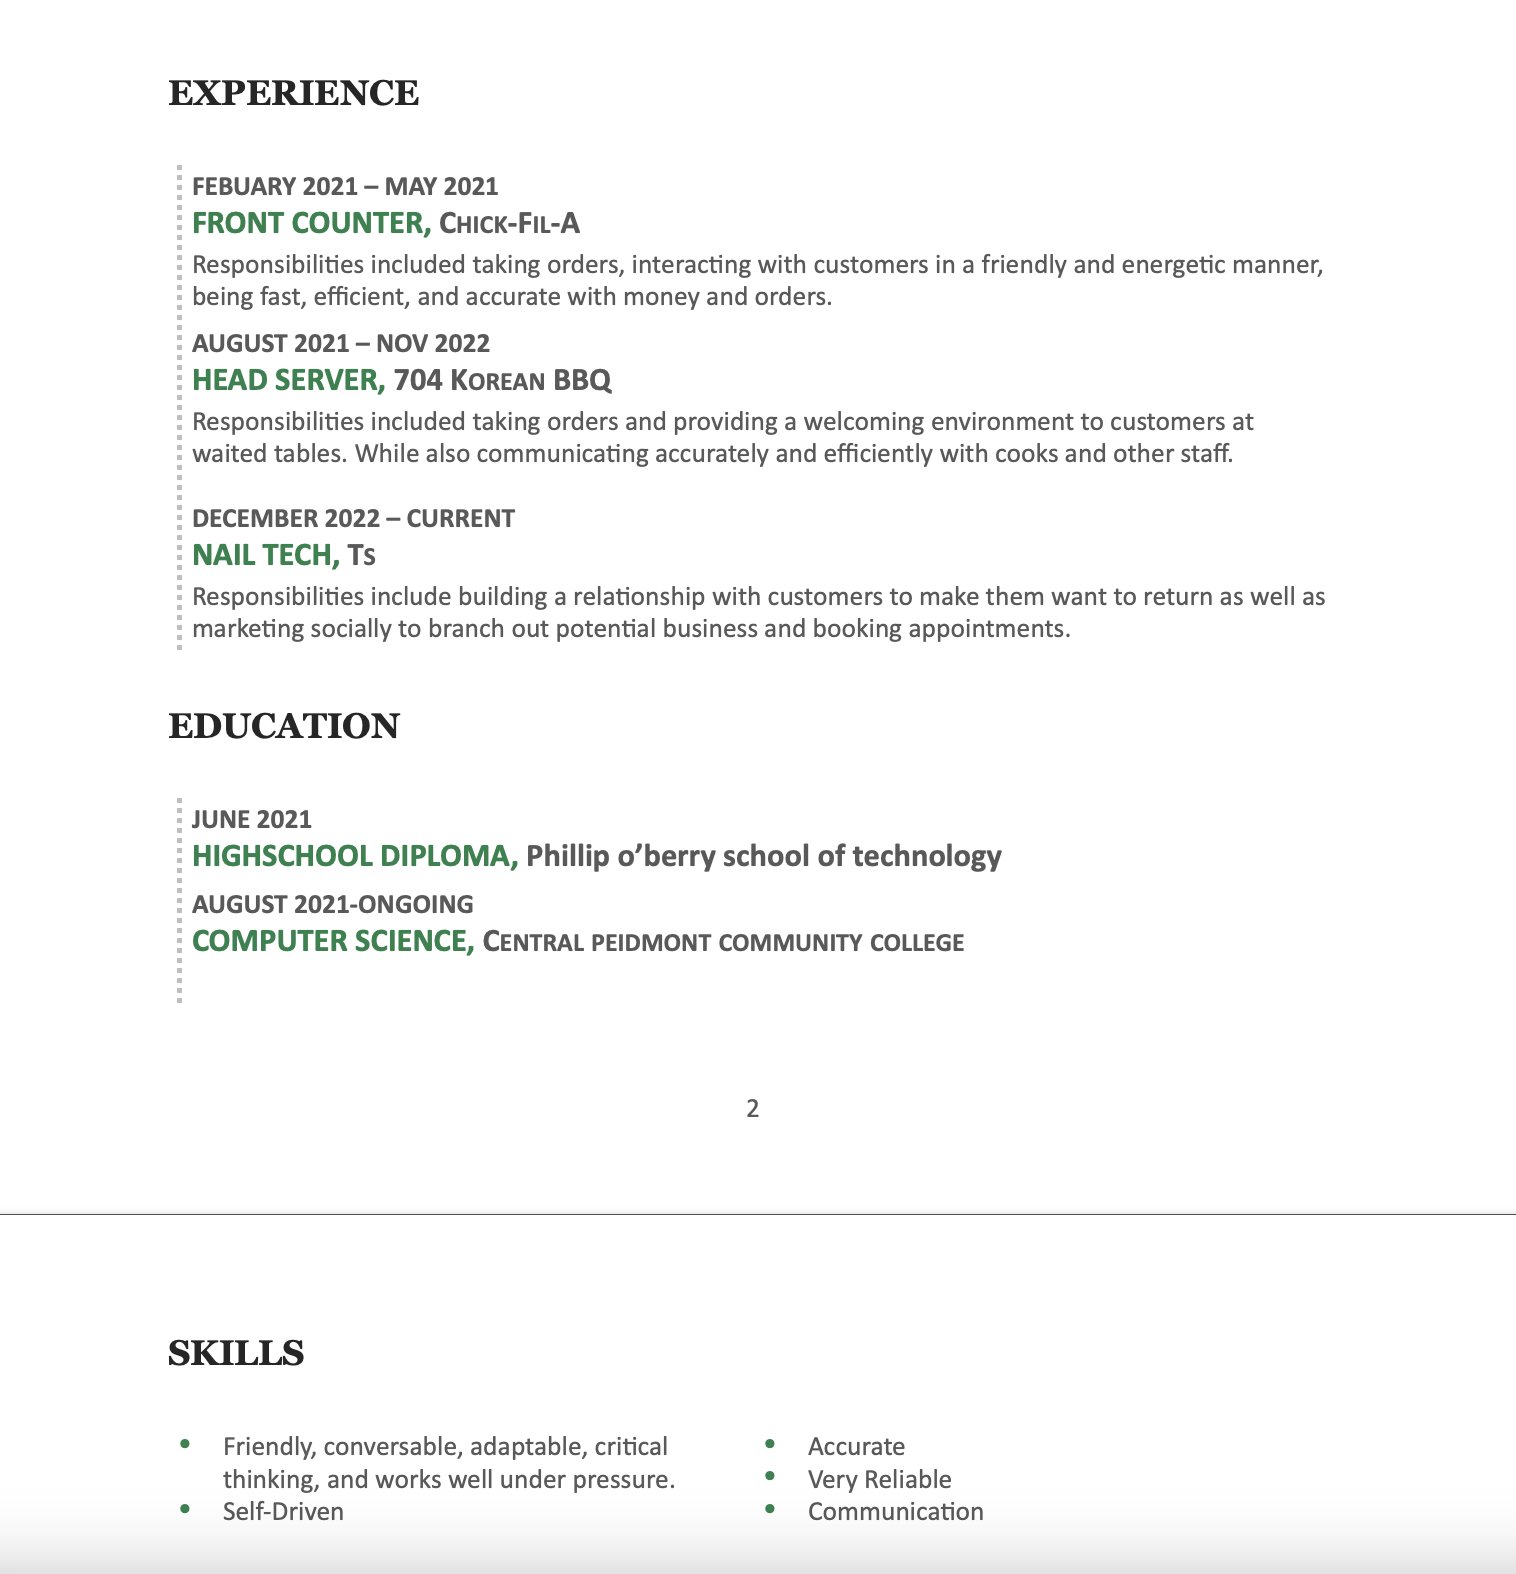 EXPERIENCE
FEBUARY 2021 – MAY 2021
FRONT COUNTER, CHICK-FIL-A
Responsibilities included taking orders, interacting with customers in a friendly and energetic manner,
being fast, efficient, and accurate with money and orders.
AUGUST 2021 – NOV 2022
HEAD SERVER, 704 KOREAN BBQ
Responsibilities included taking orders and providing a welcoming environment to customers at
waited tables. While also communicating accurately and efficiently with cooks and other staff.
DECEMBER 2022 – CURRENT
NAIL TECH, TS
Responsibilities include building a relationship with customers to make them want to return as well as
marketing socially to branch out potential business and booking appointments.
EDUCATION
JUNE 2021
HIGHSCHOOL DIPLOMA, Phillip o’berry school of technology
AUGUST 2021-ONGOING
COMPUTER SCIENCE, CENTRAL PEIDMONT COMMUNITY COLLEGE
2
SKILLS
• Friendly, conversable, adaptable, critical
thinking, and works well under pressure.
• Self-Driven
• Accurate
• Very Reliable
• Communication